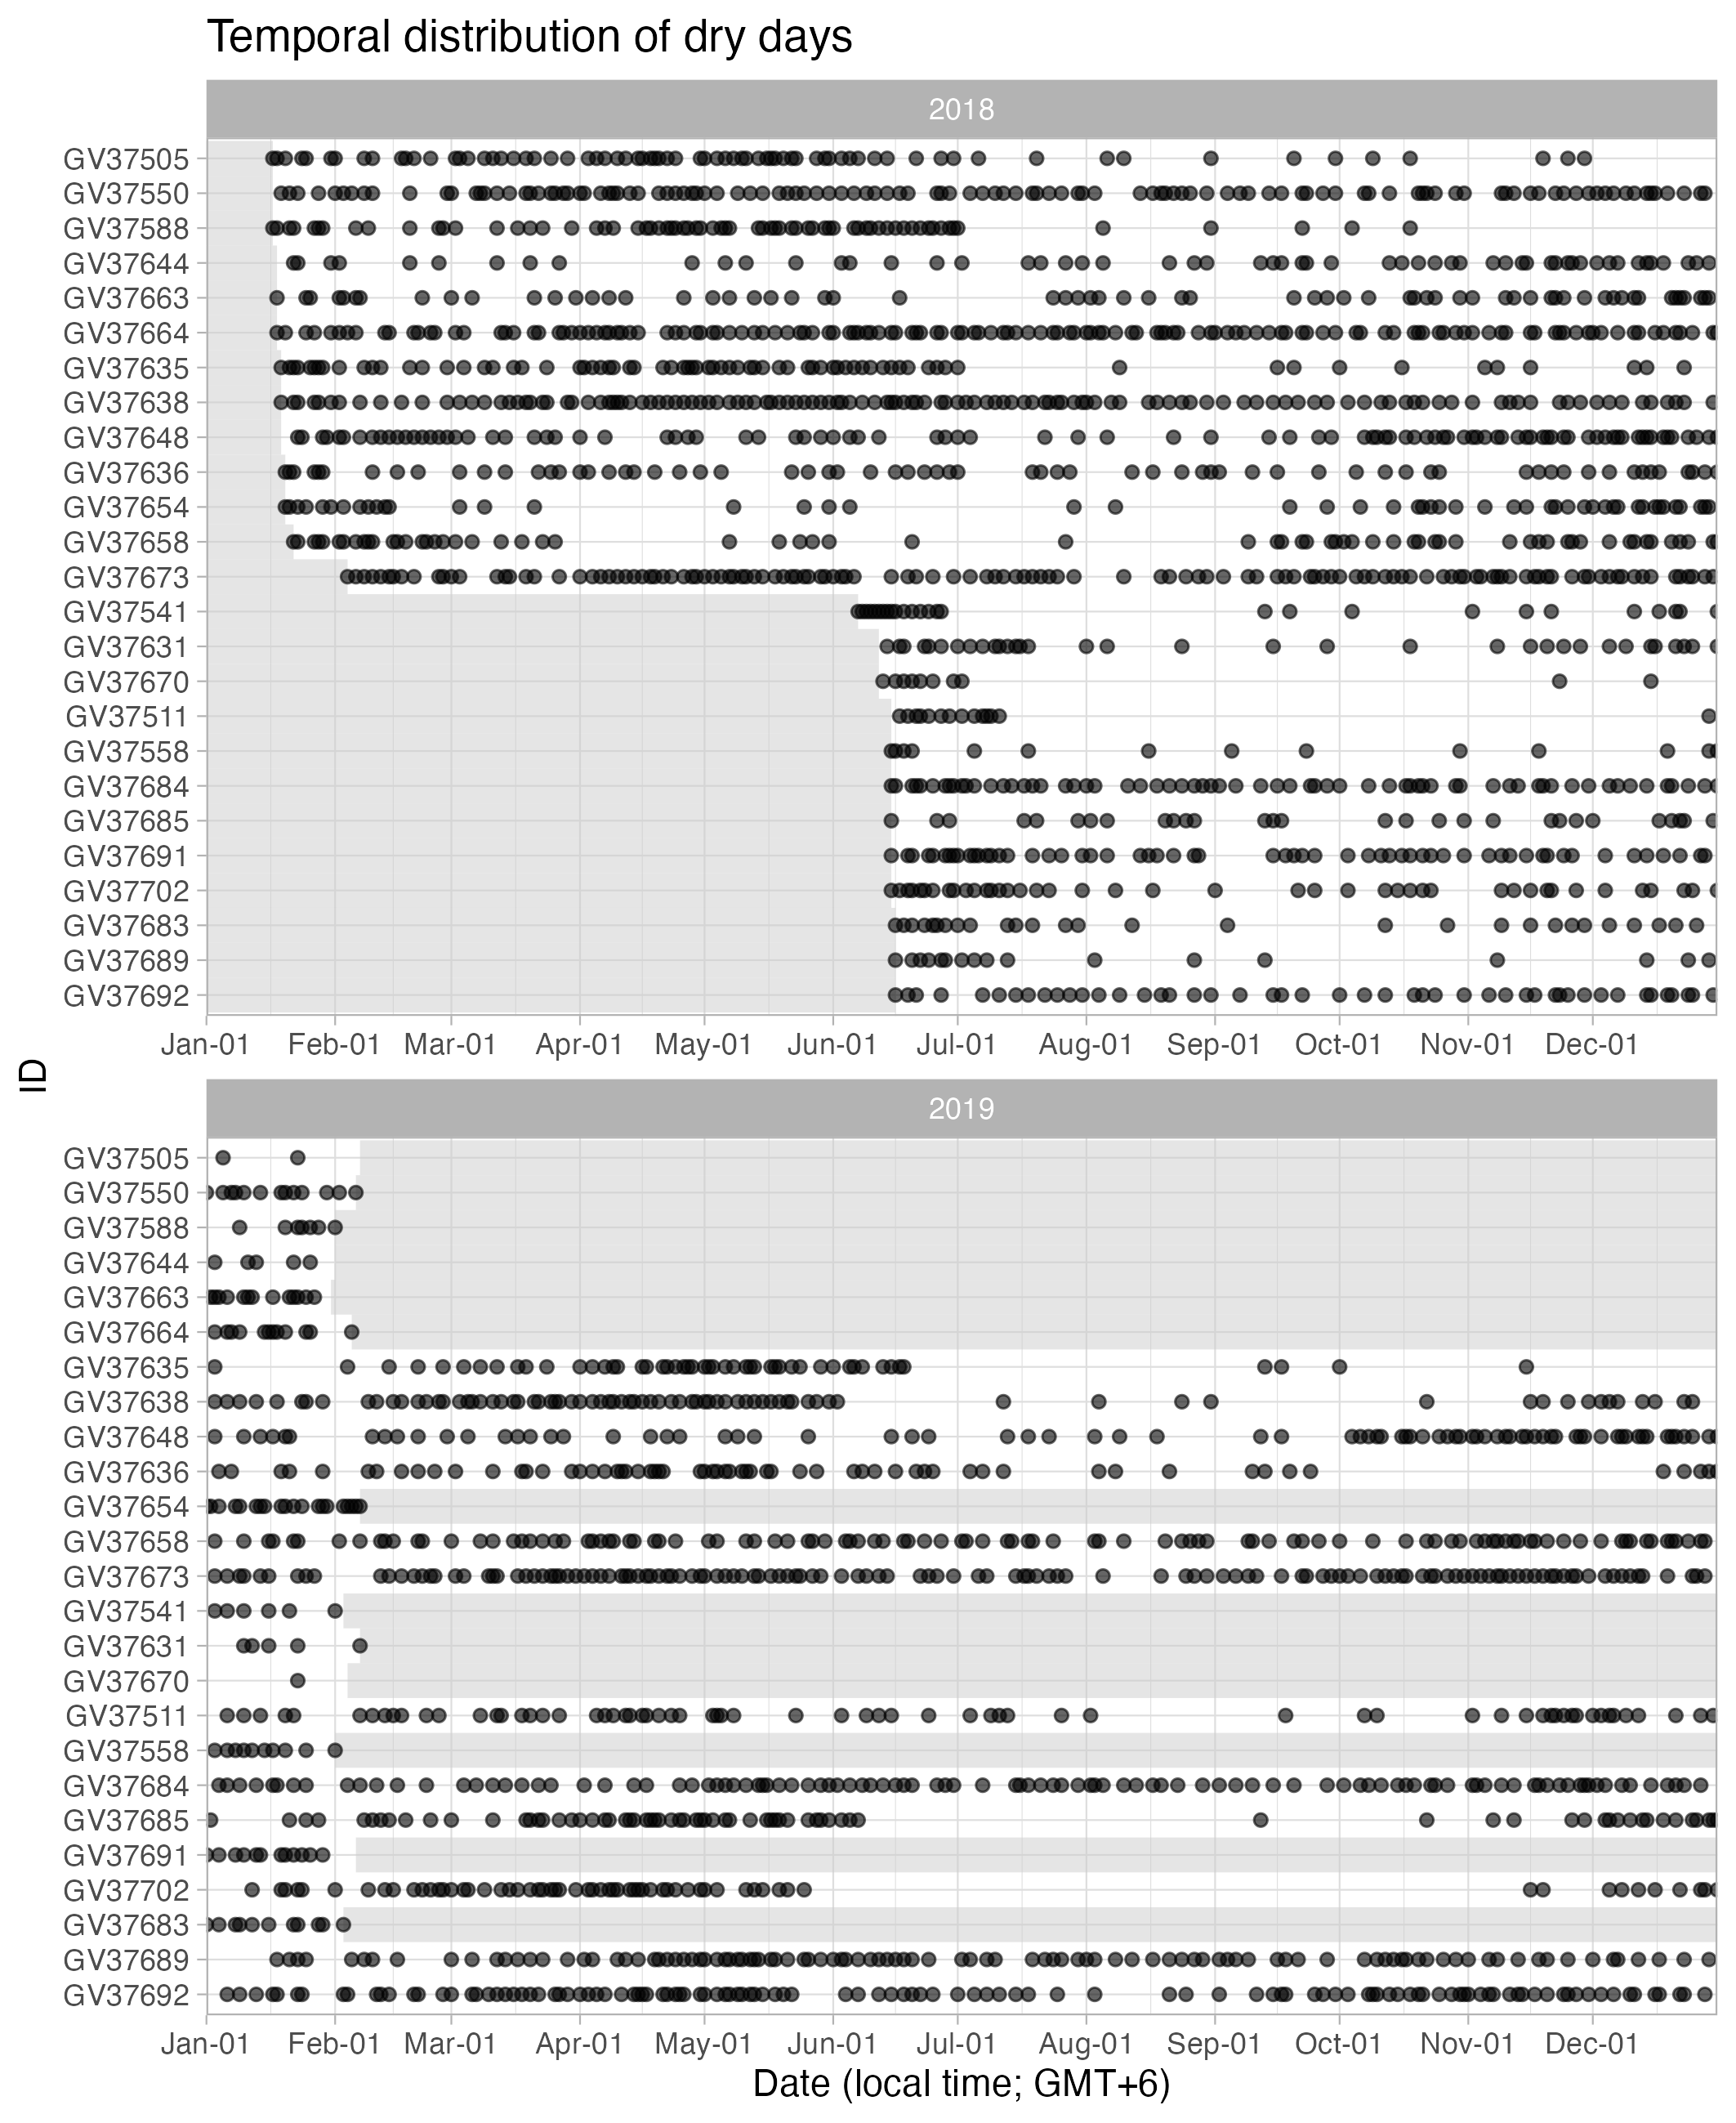 Temporal distribution of dry days
2018
GV37505
GV37550
GV37588
GV37644
GV37663
GV37664
GV37635
GV37638
GV37648
GV37636
GV37654
GV37658
GV37673
GV37541
GV37631
GV37670
GV37511
GV37558
GV37684
GV37685
GV37691
GV37702
GV37683
GV37689
GV37692
Jan-01 Feb-01 Mar-01 Apr-01 May-01 Jun-01 Jul-01 Aug-01 Sep-01 Oct-01 Nov-01 Dec-01
ID
2019
GV37505
GV37550
GV37588
GV37644
GV37663
GV37664
GV37635
GV37638
GV37648
GV37636
GV37654
GV37658
GV37673
GV37541
GV37631
GV37670
GV37511
GV37558
GV37684
GV37685
GV37691
GV37702
GV37683
GV37689
GV37692
Jan-01 Feb-01 Mar-01 Apr-01 May-01 Jun-01 Jul-01 Aug-01 Sep-01 Oct-01 Nov-01 Dec-01
Date (local time; GMT+6)